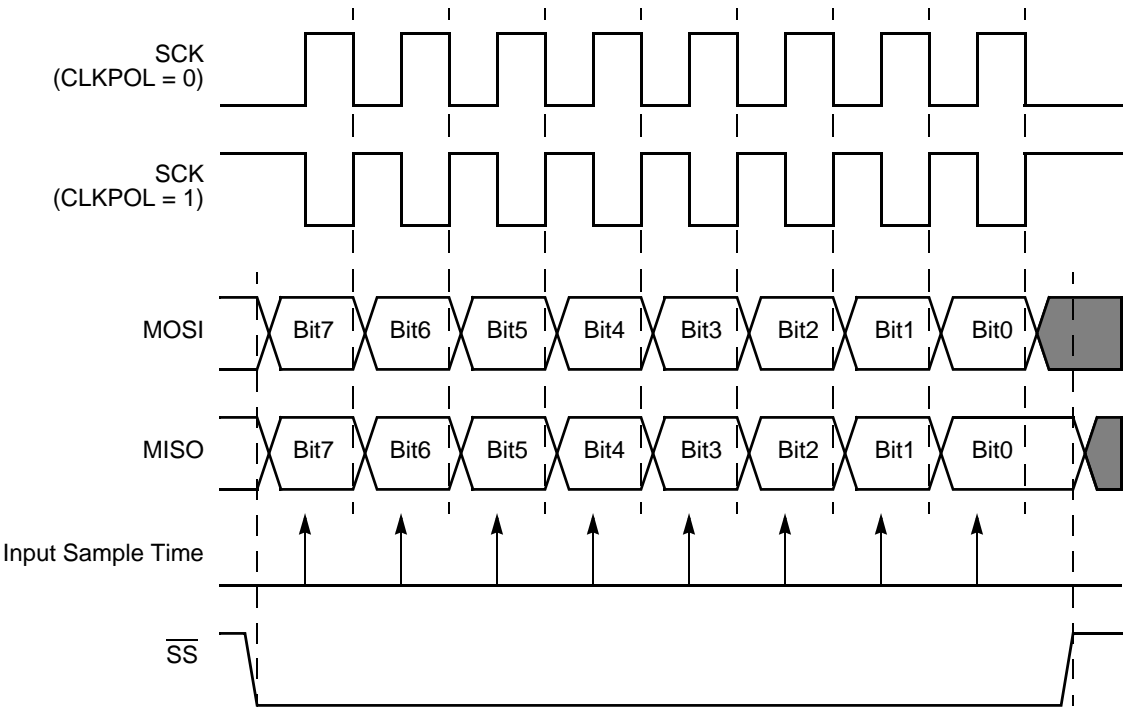 SCK
(CLKPOL = 0)
SCK
(CLKPOL = 1)
MOSI
Bit7 Bit6 Bit5 Bit4 Bit3 Bit2 Bit1 Bit0
MISO
Bit7 Bit6 Bit5 Bit4 Bit3 Bit2 Bit1 Bit0
Input Sample Time
S̅S̅